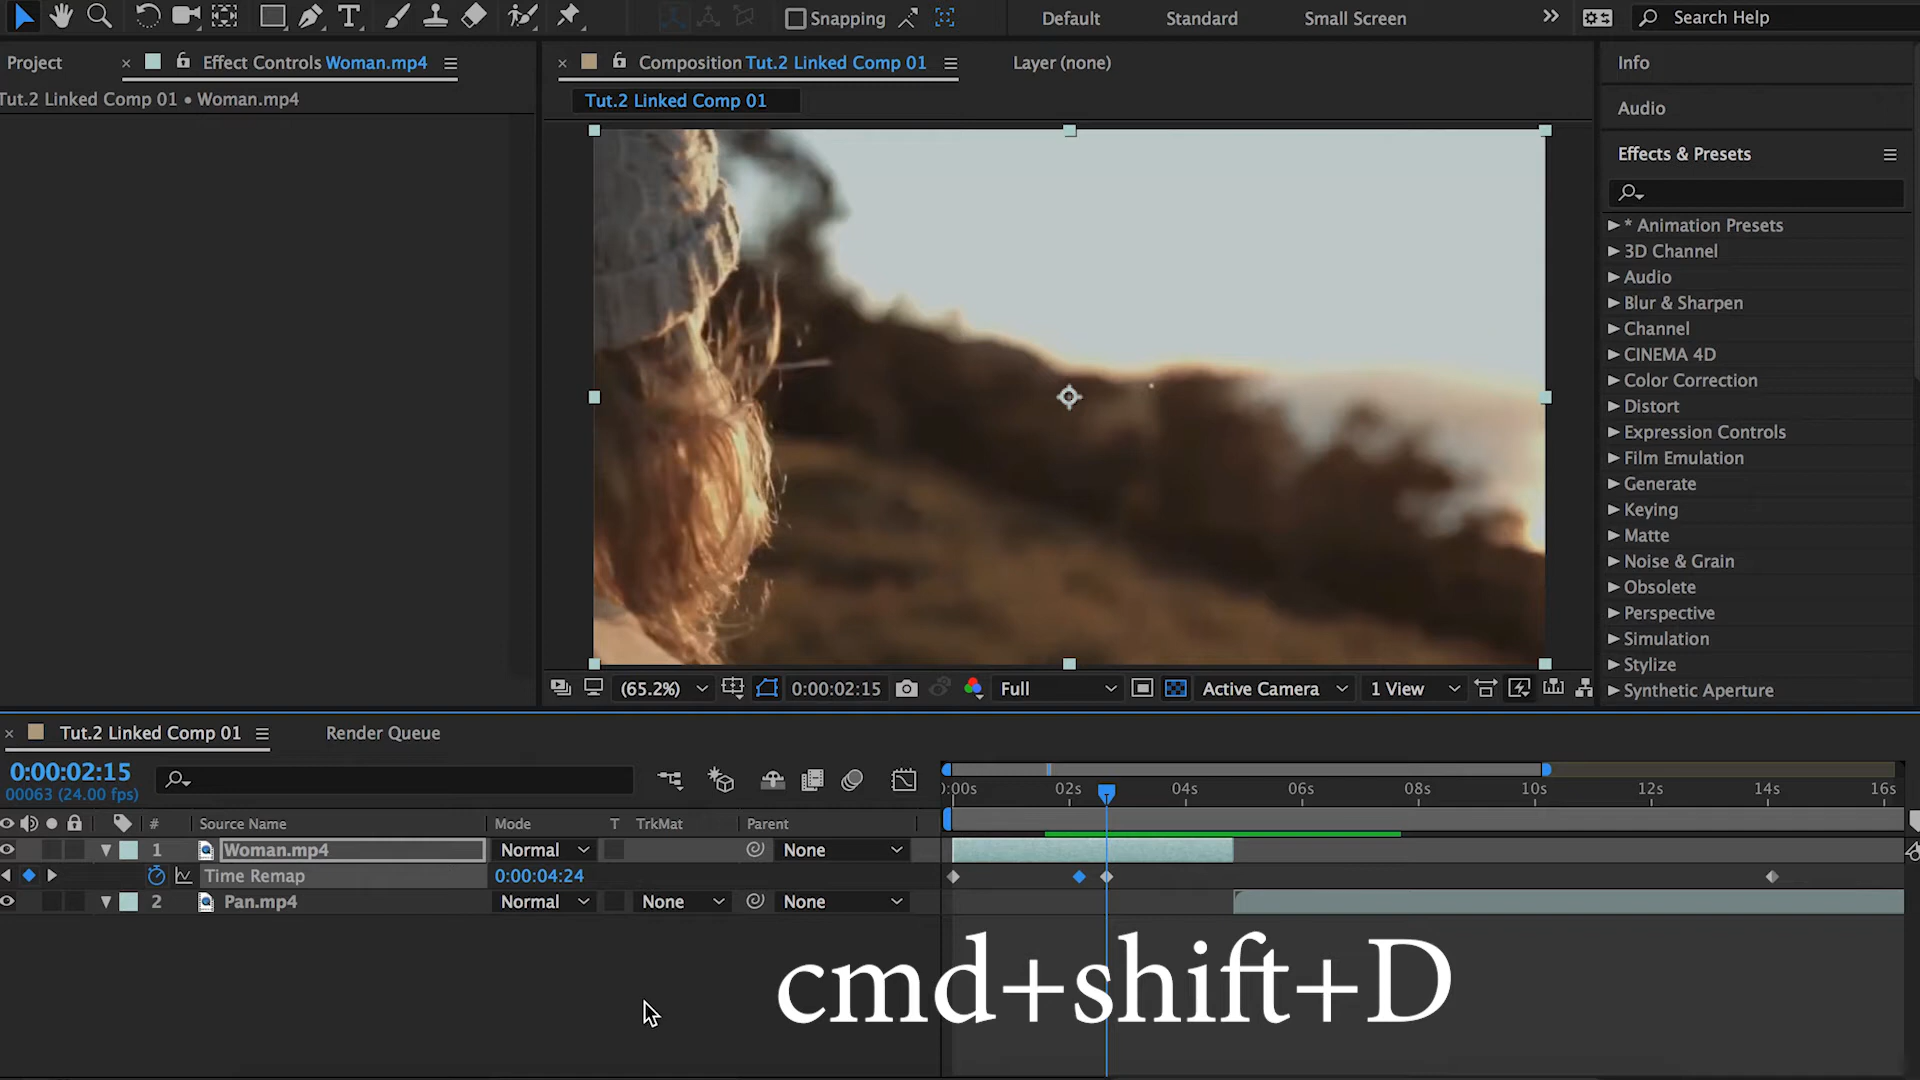 Snapping
Default
Standard
Small Screen
Search Help
Project
Effect Controls Woman.mp4
Composition Tut.2 Linked Comp 01
Layer (none)
Info
Tut.2 Linked Comp 01 • Woman.mp4
Tut.2 Linked Comp 01
Audio
Effects & Presets
* Animation Presets
3D Channel
Audio
Blur & Sharpen
Channel
CINEMA 4D
Color Correction
Distort
Expression Controls
Film Emulation
Generate
Keying
Matte
Noise & Grain
Obsolete
Perspective
Simulation
Stylize
Synthetic Aperture
(65.2%)
0:00:02:15
Full
Active Camera
1 View
Tut.2 Linked Comp 01
Render Queue
0:00:02:15
00063 (24.00 fps)
):00s 02s 04s 06s 08s 10s 12s 14s 16s
# Source Name Mode T TrkMat Parent
1 Woman.mp4 Normal None
Time Remap 0:00:04:24
2 Pan.mp4 Normal None None
cmd+shift+D